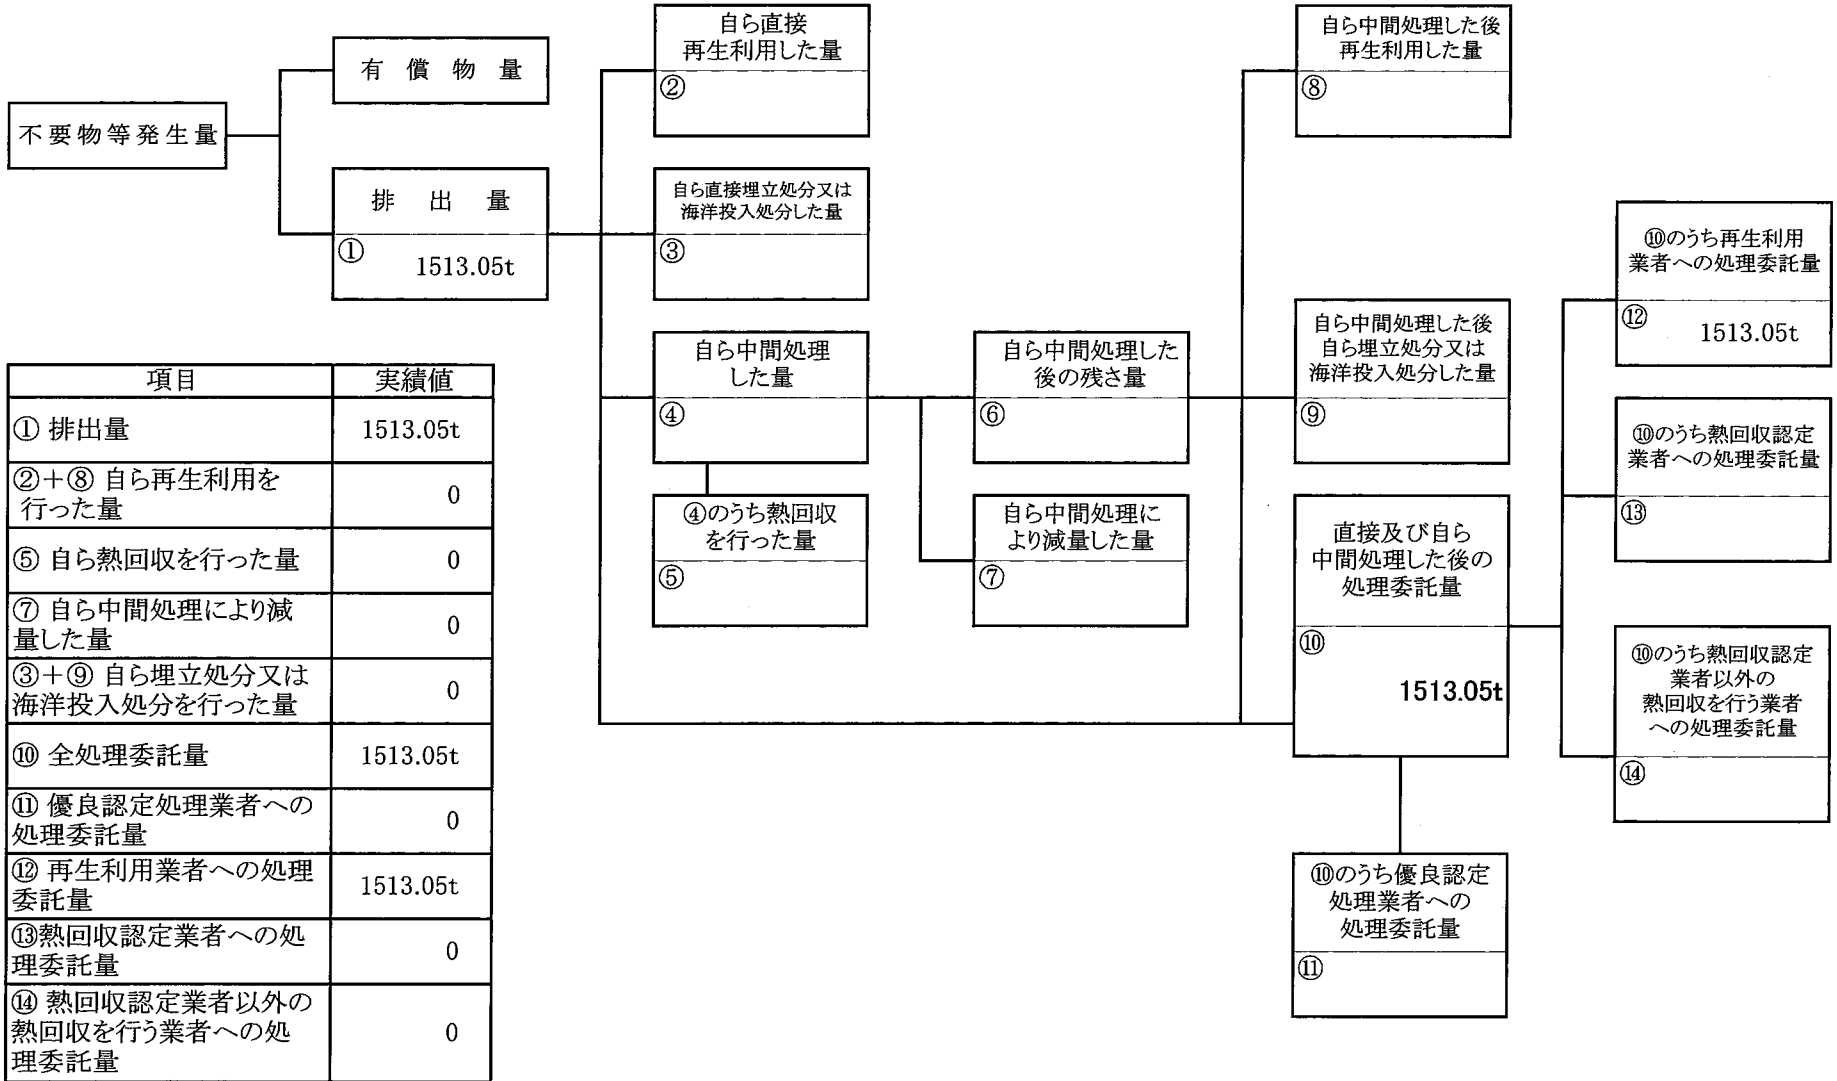 不要物等発生量
有償物量
排出量
①
1513.05t
自ら直接
再生利用した量
②
自ら直接埋立処分又は
海洋投入処分した量
③
自ら中間処理
した量
④
④のうち熱回収
を行った量
⑤
自ら中間処理した
後の残さ量
⑥
自ら中間処理に
より減量した量
⑦
自ら中間処理した後
再生利用した量
⑧
自ら中間処理した後
自ら埋立処分又は
海洋投入処分した量
⑨
直接及び自ら
中間処理した後の
処理委託量
⑩
1513.05t
⑩のうち優良認定
処理業者への
処理委託量
⑪
⑩のうち再生利用
業者への処理委託量
⑫
1513.05t
⑩のうち熱回収認定
業者への処理委託量
⑬
⑩のうち熱回収認定
業者以外の
熱回収を行う業者
への処理委託量
⑭
項目 実績値
① 排出量 1513.05t
②+⑧ 自ら再生利用を
行った量 0
⑤ 自ら熱回収を行った量 0
⑦ 自ら中間処理により減
量した量 0
③+⑨ 自ら埋立処分又は
海洋投入処分を行った量 0
⑩ 全処理委託量 1513.05t
⑪ 優良認定処理業者への
処理委託量 0
⑫ 再生利用業者への処理
委託量 1513.05t
⑬熱回収認定業者への処
理委託量 0
⑭ 熱回収認定業者以外の
熱回収を行う業者への処
理委託量 0